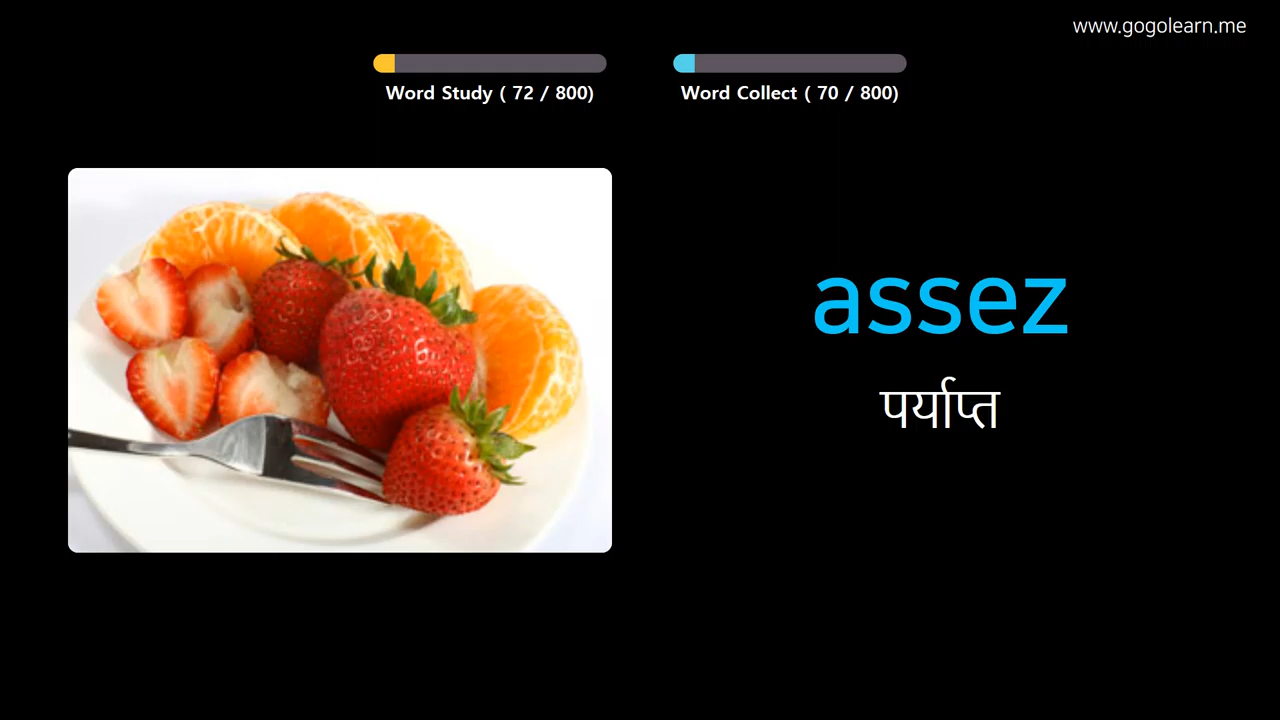 www.gogolearn.me
Word Study ( 72 / 800)
Word Collect ( 70 / 800)
assez
पर्याप्त